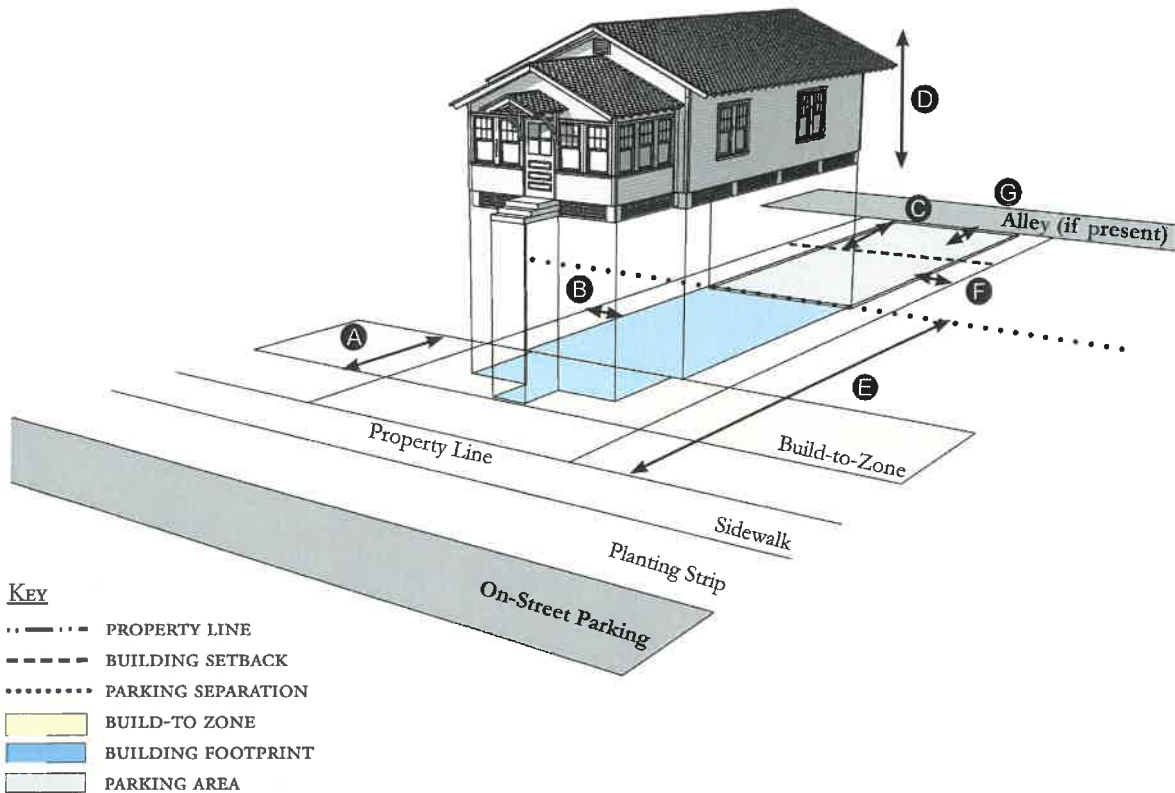 D
G
C
Alley (if present)
B
F
A
E
Property Line
Build-to-Zone
Sidewalk
Planting Strip
On-Street Parking
KEY
PROPERTY LINE
BUILDING SETBACK
PARKING SEPARATION
BUILD-TO ZONE
BUILDING FOOTPRINT
PARKING AREA